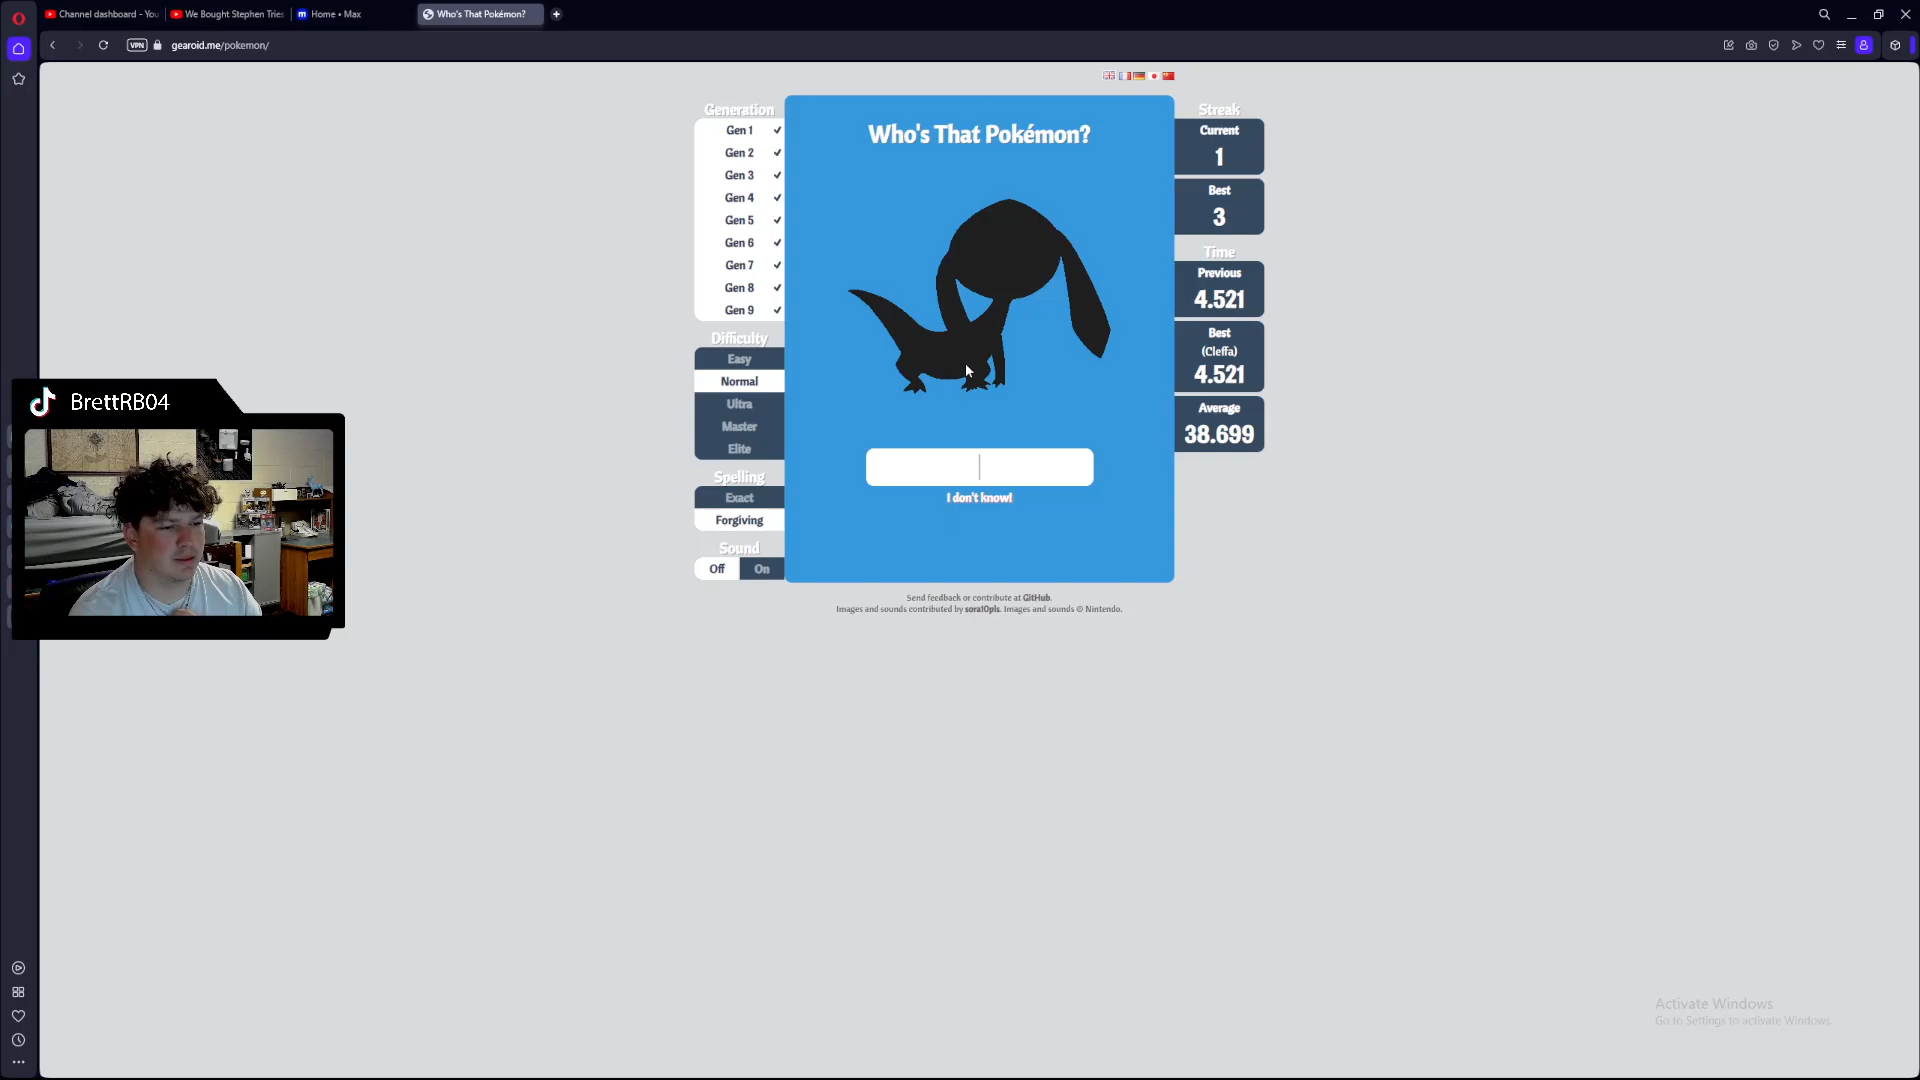 Channel dashboard - You
We Bought Stephen Tries
Home • Max
Who's That Pokémon?
VPN
gearoid.me/pokemon/
Generation
Gen 1 ✓
Gen 2 ✓
Gen 3 ✓
Gen 4 ✓
Gen 5 ✓
Gen 6 ✓
Gen 7 ✓
Gen 8 ✓
Gen 9 ✓
Difficulty
Easy
Normal
Ultra
Master
Elite
Spelling
Exact
Forgiving
Sound
Off On
Who's That Pokémon?
I don't know!
Streak
Current
1
Best
3
Time
Previous
4.521
Best
(Cleffa)
4.521
Average
38.699
Send feedback or contribute at GitHub.
Images and sounds contributed by sora10pls. Images and sounds © Nintendo.
BrettRB04
Activate Windows
Go to Settings to activate Windows.